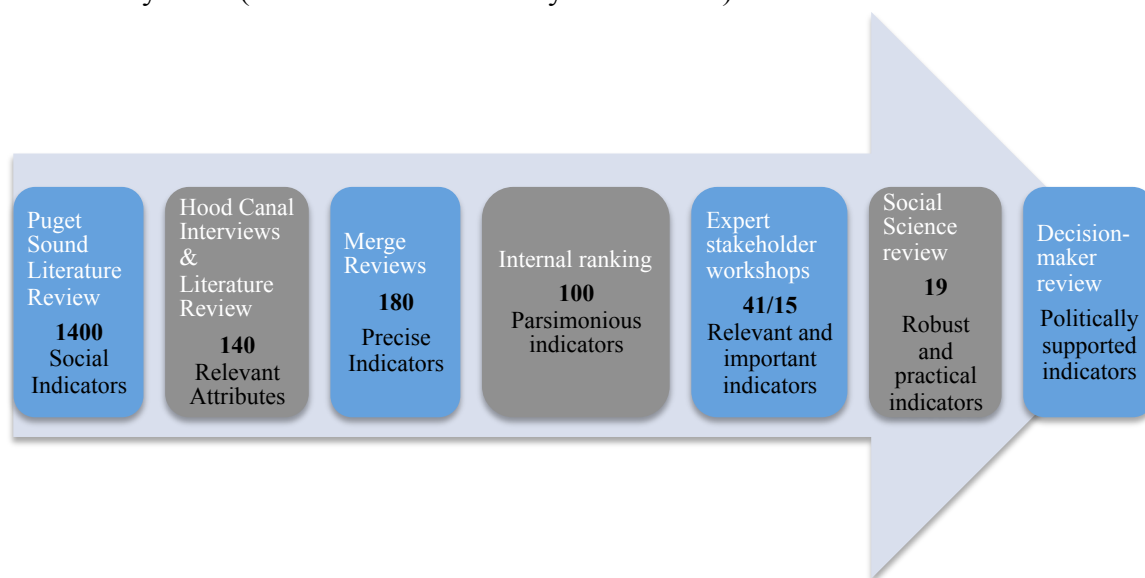 Puget
Sound
Literature
Review
1400
Social
Indicators
Hood Canal
Interviews
&
Literature
Review
140
Relevant
Attributes
Merge
Reviews
180
Precise
Indicators
Internal ranking
100
Parsimonious
indicators
Expert
stakeholder
workshops
41/15
Relevant and
important
indicators
Social
Science
review
19
Robust
and
practical
indicators
Decision-
maker
review
Politically
supported
indicators